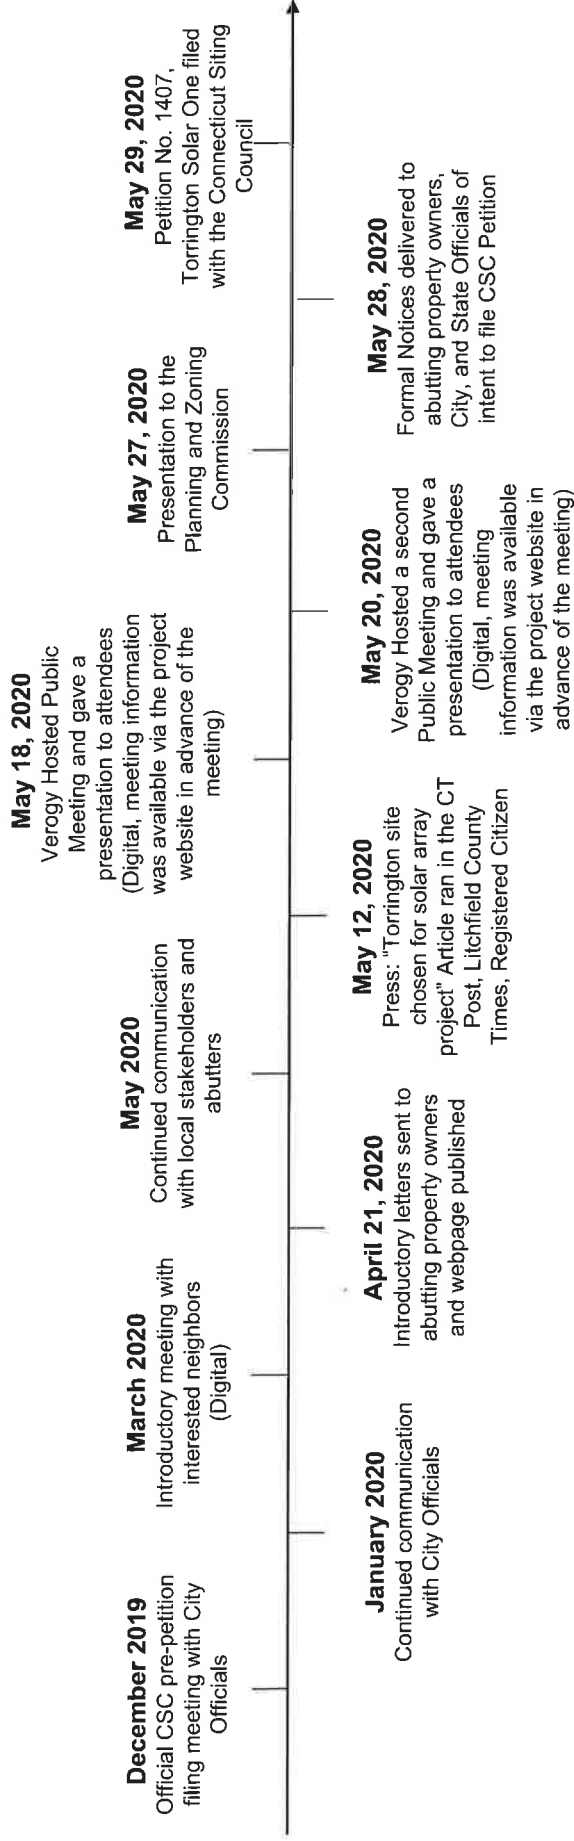 December 2019
Official CSC pre-petition
filing meeting with City
Officials
January 2020
Continued communication
with City Officials
March 2020
Introductory meeting with
interested neighbors
(Digital)
April 21, 2020
Introductory letters sent to
abutting property owners
and webpage published
May 2020
Continued communication
with local stakeholders and
abutters
May 12, 2020
Press: "Torrington site
chosen for solar array
project" Article ran in the CT
Post, Litchfield County
Times, Registered Citizen
May 18, 2020
Verogy Hosted Public
Meeting and gave a
presentation to attendees
(Digital, meeting information
was available via the project
website in advance of the
meeting)
May 20, 2020
Verogy Hosted a second
Public Meeting and gave a
presentation to attendees
(Digital, meeting
information was available
via the project website in
advance of the meeting)
May 27, 2020
Presentation to the
Planning and Zoning
Commission
May 28, 2020
Formal Notices delivered to
abutting property owners,
City, and State Officials of
intent to file CSC Petition
May 29, 2020
Petition No. 1407,
Torrington Solar One filed
with the Connecticut Siting
Council